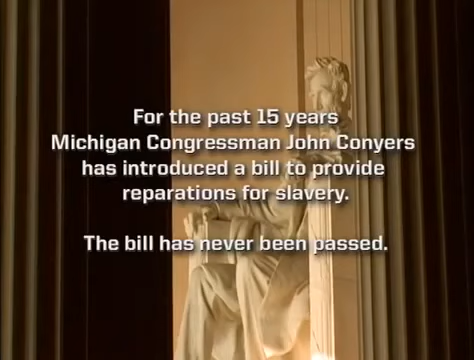 For the past 15 years
Michigan Congressman John Conyers
has introduced a bill to provide
reparations for slavery.
The bill has never been passed.